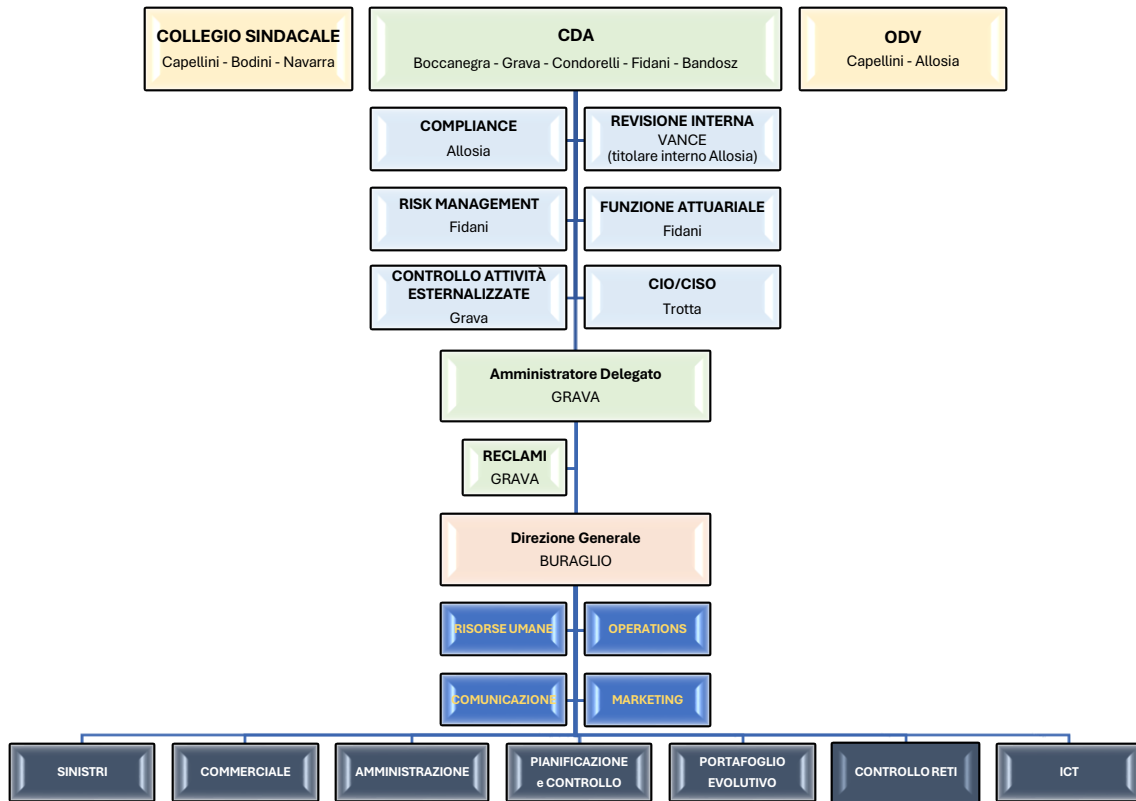 COLLEGIO SINDACALE
Capellini - Bodini - Navarra
CDA
Boccanegra - Grava - Condorelli - Fidani - Bandosz
ODV
Capellini - Allosia
COMPLIANCE
Allosia
REVISIONE INTERNA
VANCE
(titolare interno Allosia)
RISK MANAGEMENT
Fidani
FUNZIONE ATTUARIALE
Fidani
CONTROLLO ATTIVITÀ
ESTERNALIZZATE
Grava
CIO/CISO
Trotta
Amministratore Delegato
GRAVA
RECLAMI
GRAVA
Direzione Generale
BURAGLIO
RISORSE UMANE
OPERATIONS
COMUNICAZIONE
MARKETING
SINISTRI
COMMERCIALE
AMMINISTRAZIONE
PIANIFICAZIONE
e CONTROLLO
PORTAFOGLIO
EVOLUTIVO
CONTROLLO RETI
ICT